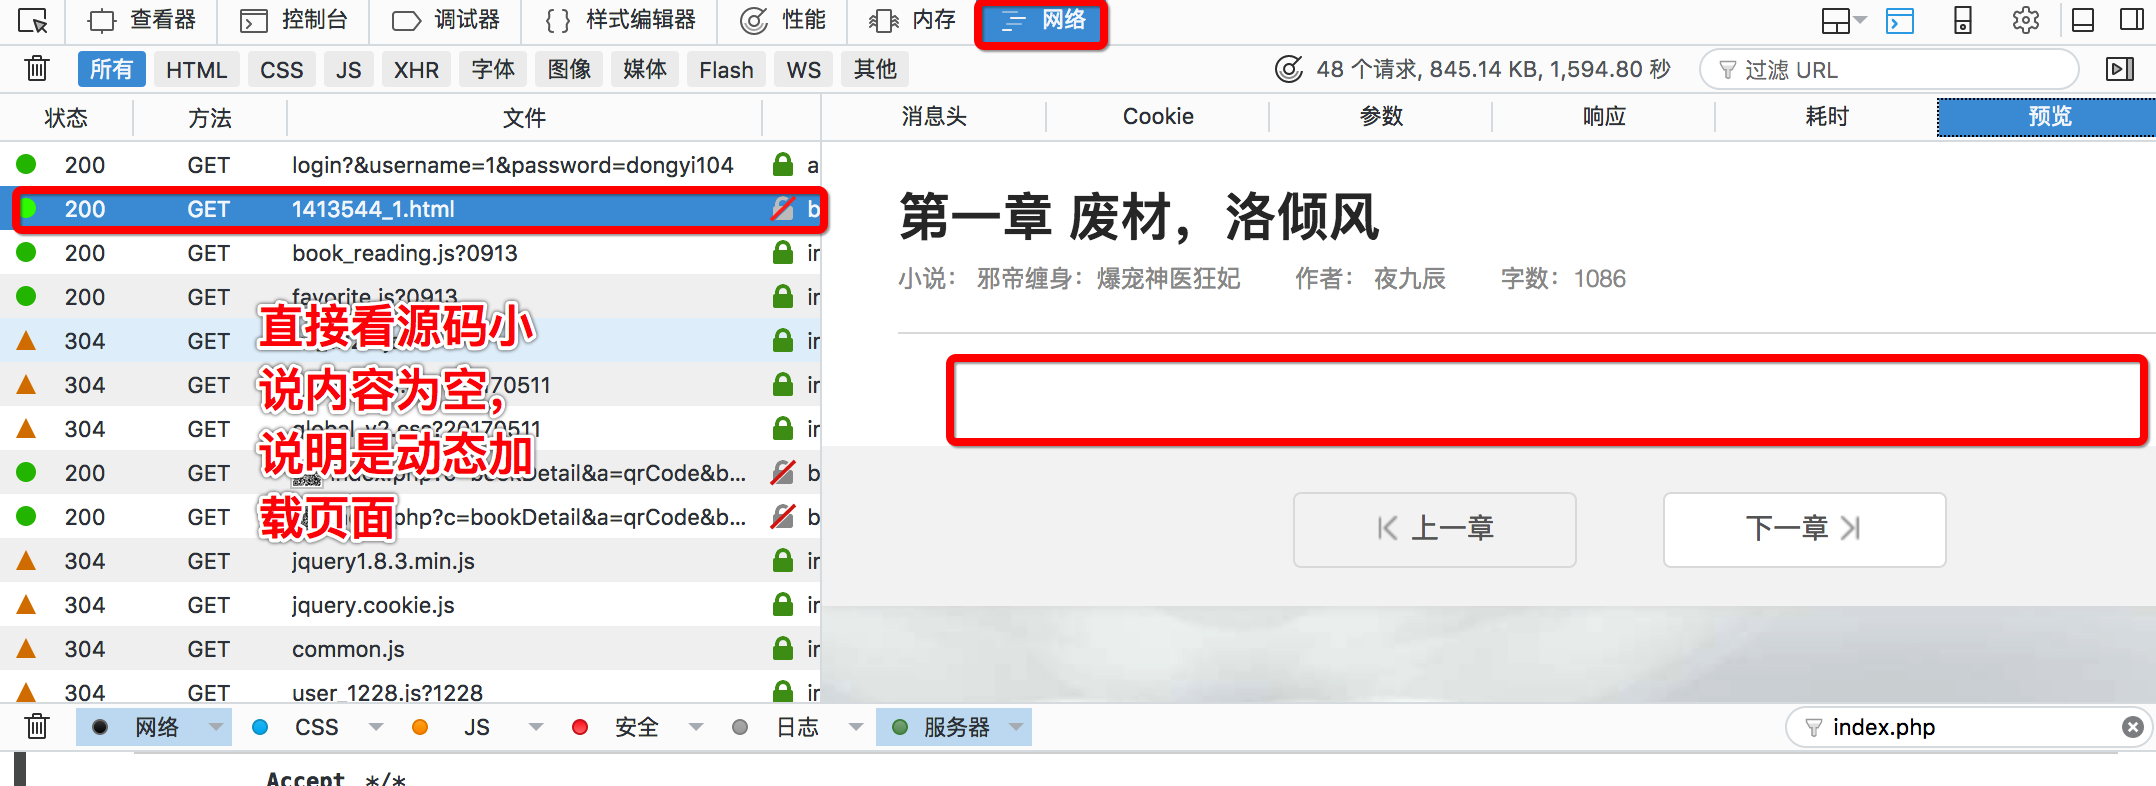 查看器 控制台 调试器 {} 样式编辑器 性能 内存 网络
所有 HTML CSS JS XHR 字体 图像 媒体 Flash WS 其他 48 个请求, 845.14 KB, 1,594.80 秒 过滤 URL
状态 方法 文件 消息头 Cookie 参数 响应 耗时 预览
200 GET login?&username=1&password=dongyi104 a
200 GET 1413544_1.html b
200 GET book_reading.js?0913 ir
200 GET favorite.js?0913 ir
304 GET ir
304 GET 170511 ir
304 GET global_v2.css?20170511 ir
200 GET index.php?c=bookDetail&a=qrCode&b... b
200 GET .php?c=bookDetail&a=qrCode&b... b
304 GET jquery1.8.3.min.js ir
304 GET jquery.cookie.js ir
304 GET common.js ir
304 GET user_1228.js?1228 ir
直接看源码小
说内容为空，
说明是动态加
载页面
第一章 废材，洛倾风
小说： 邪帝缠身：爆宠神医狂妃 作者： 夜九辰 字数：1086
上一章 下一章
网络 CSS JS 安全 日志 服务器 index.php
Accept */*